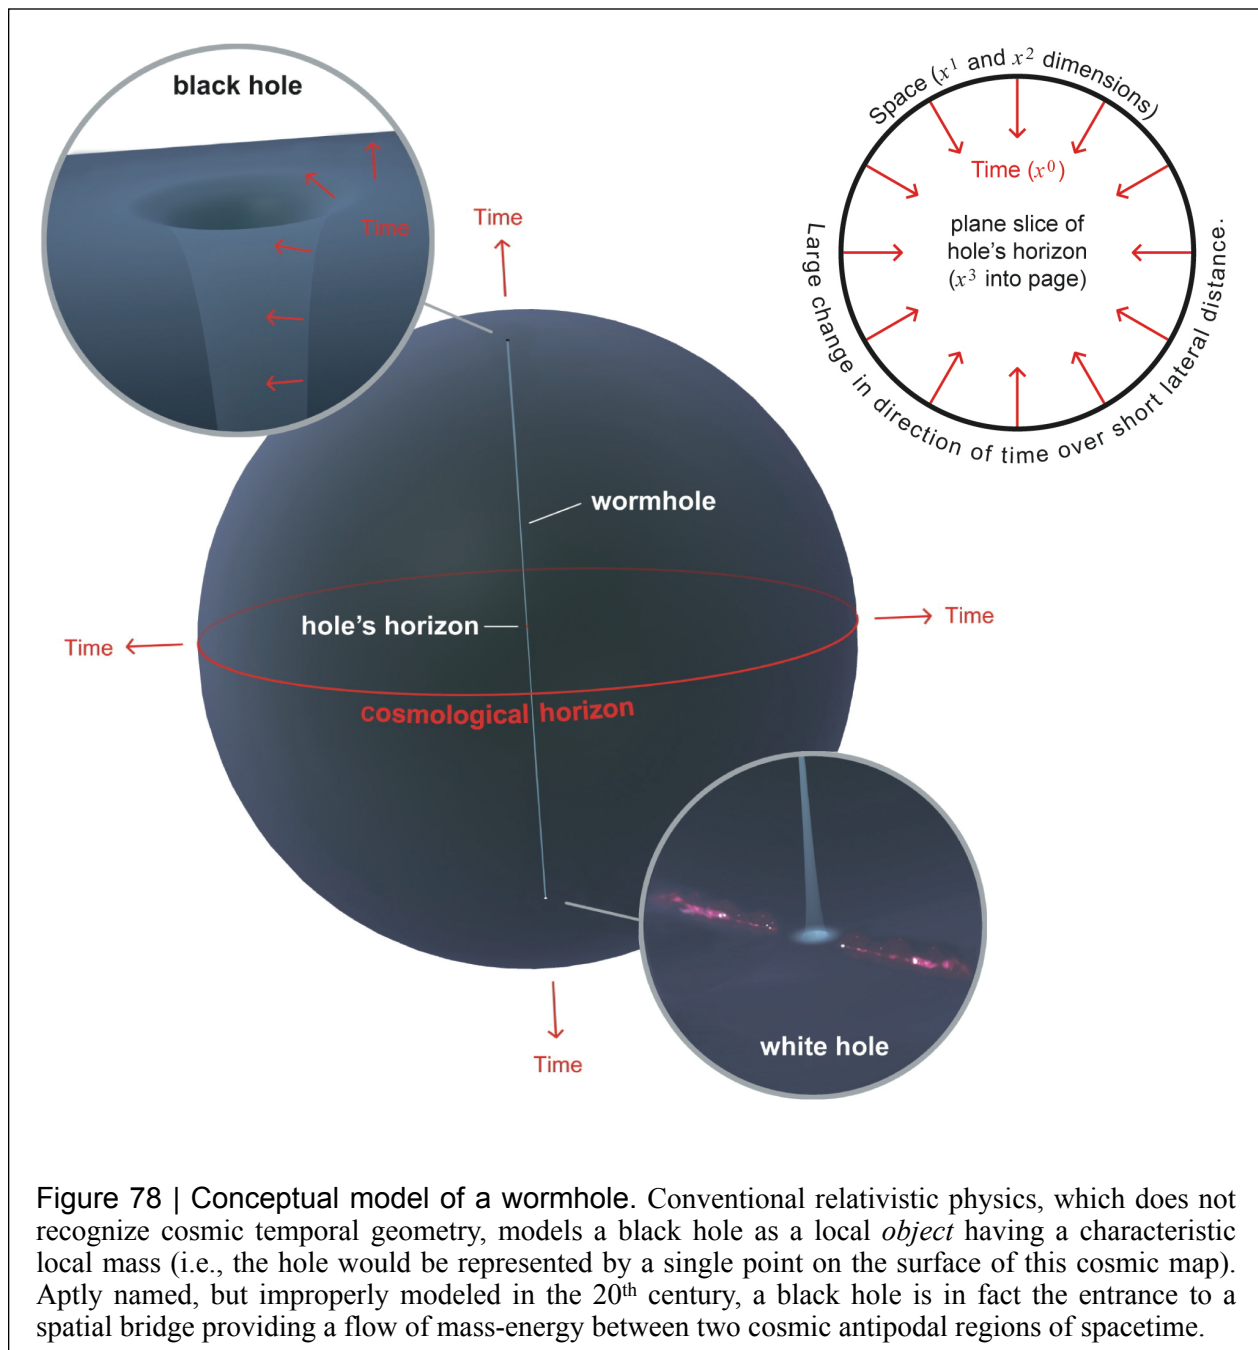 black hole
Time
Space (x¹ and x² dimensions)
Time (x⁰)
plane slice of
hole's horizon
(x³ into page)
Large change in direction of time over short lateral distance.
Time
wormhole
hole's horizon
Time
Time
cosmological horizon
white hole
Time
Figure 78 | Conceptual model of a wormhole. Conventional relativistic physics, which does not
recognize cosmic temporal geometry, models a black hole as a local object having a characteristic
local mass (i.e., the hole would be represented by a single point on the surface of this cosmic map).
Aptly named, but improperly modeled in the 20th century, a black hole is in fact the entrance to a
spatial bridge providing a flow of mass-energy between two cosmic antipodal regions of spacetime.